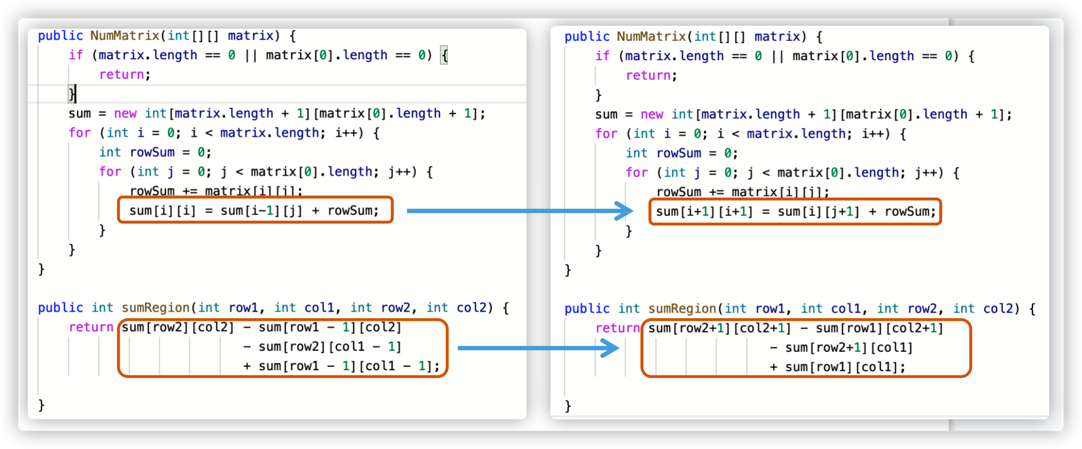 public NumMatrix(int[][] matrix) {
if (matrix.length == 0 || matrix[0].length == 0) {
return;
}
sum = new int[matrix.length + 1][matrix[0].length + 1];
for (int i = 0; i < matrix.length; i++) {
int rowSum = 0;
for (int j = 0; j < matrix[0].length; j++) {
rowSum += matrix[i][j];
sum[i][i] = sum[i-1][j] + rowSum;
}
}
}
public int sumRegion(int row1, int col1, int row2, int col2) {
return sum[row2][col2] - sum[row1 - 1][col2]
- sum[row2][col1 - 1]
+ sum[row1 - 1][col1 - 1];
}
public NumMatrix(int[][] matrix) {
if (matrix.length == 0 || matrix[0].length == 0) {
return;
}
sum = new int[matrix.length + 1][matrix[0].length + 1];
for (int i = 0; i < matrix.length; i++) {
int rowSum = 0;
for (int j = 0; j < matrix[0].length; j++) {
rowSum += matrix[i][j];
sum[i+1][i+1] = sum[i][j+1] + rowSum;
}
}
}
public int sumRegion(int row1, int col1, int row2, int col2) {
return sum[row2+1][col2+1] - sum[row1][col2+1]
- sum[row2+1][col1]
+ sum[row1][col1];
}